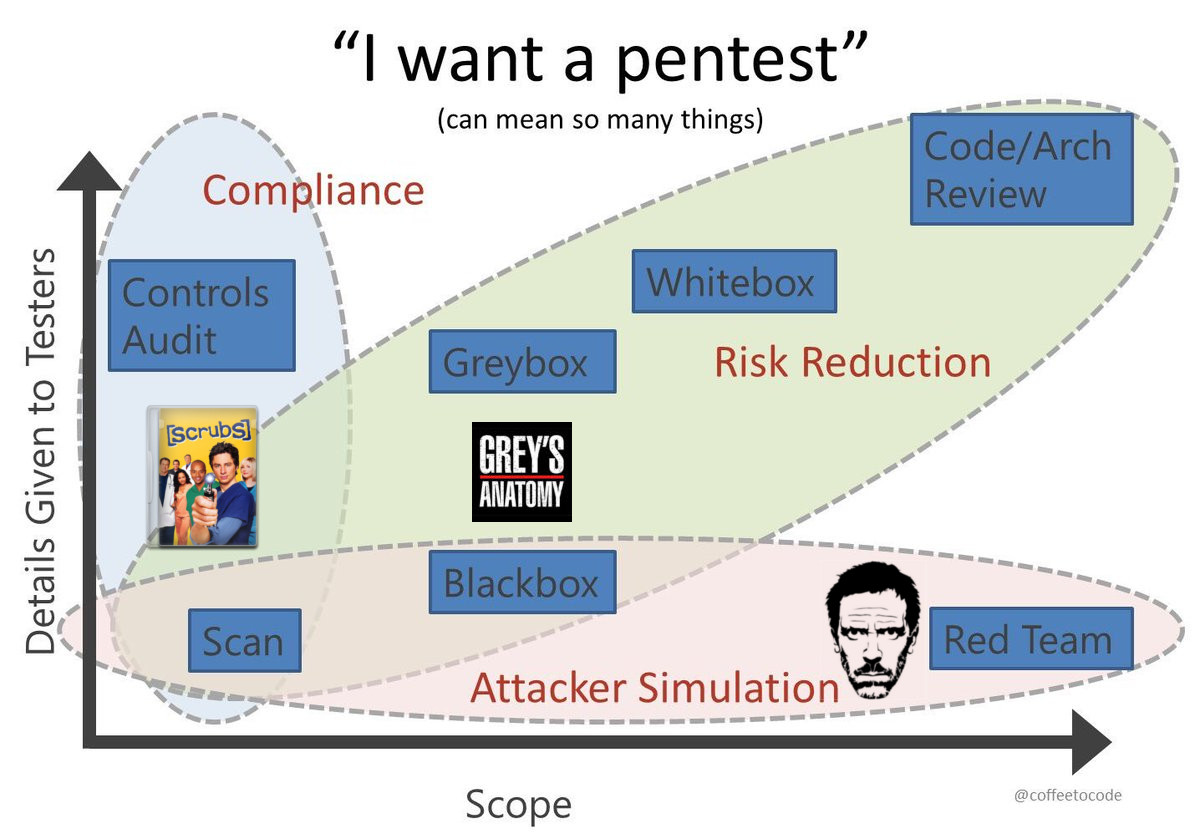 “I want a pentest”
(can mean so many things)
Code/Arch
Review
Compliance
Controls
Audit
Whitebox
Greybox
Risk Reduction
[scrubs]
GREY'S
ANATOMY
Blackbox
Scan
Red Team
Attacker Simulation
Details Given to Testers
Scope
@coffeetocode